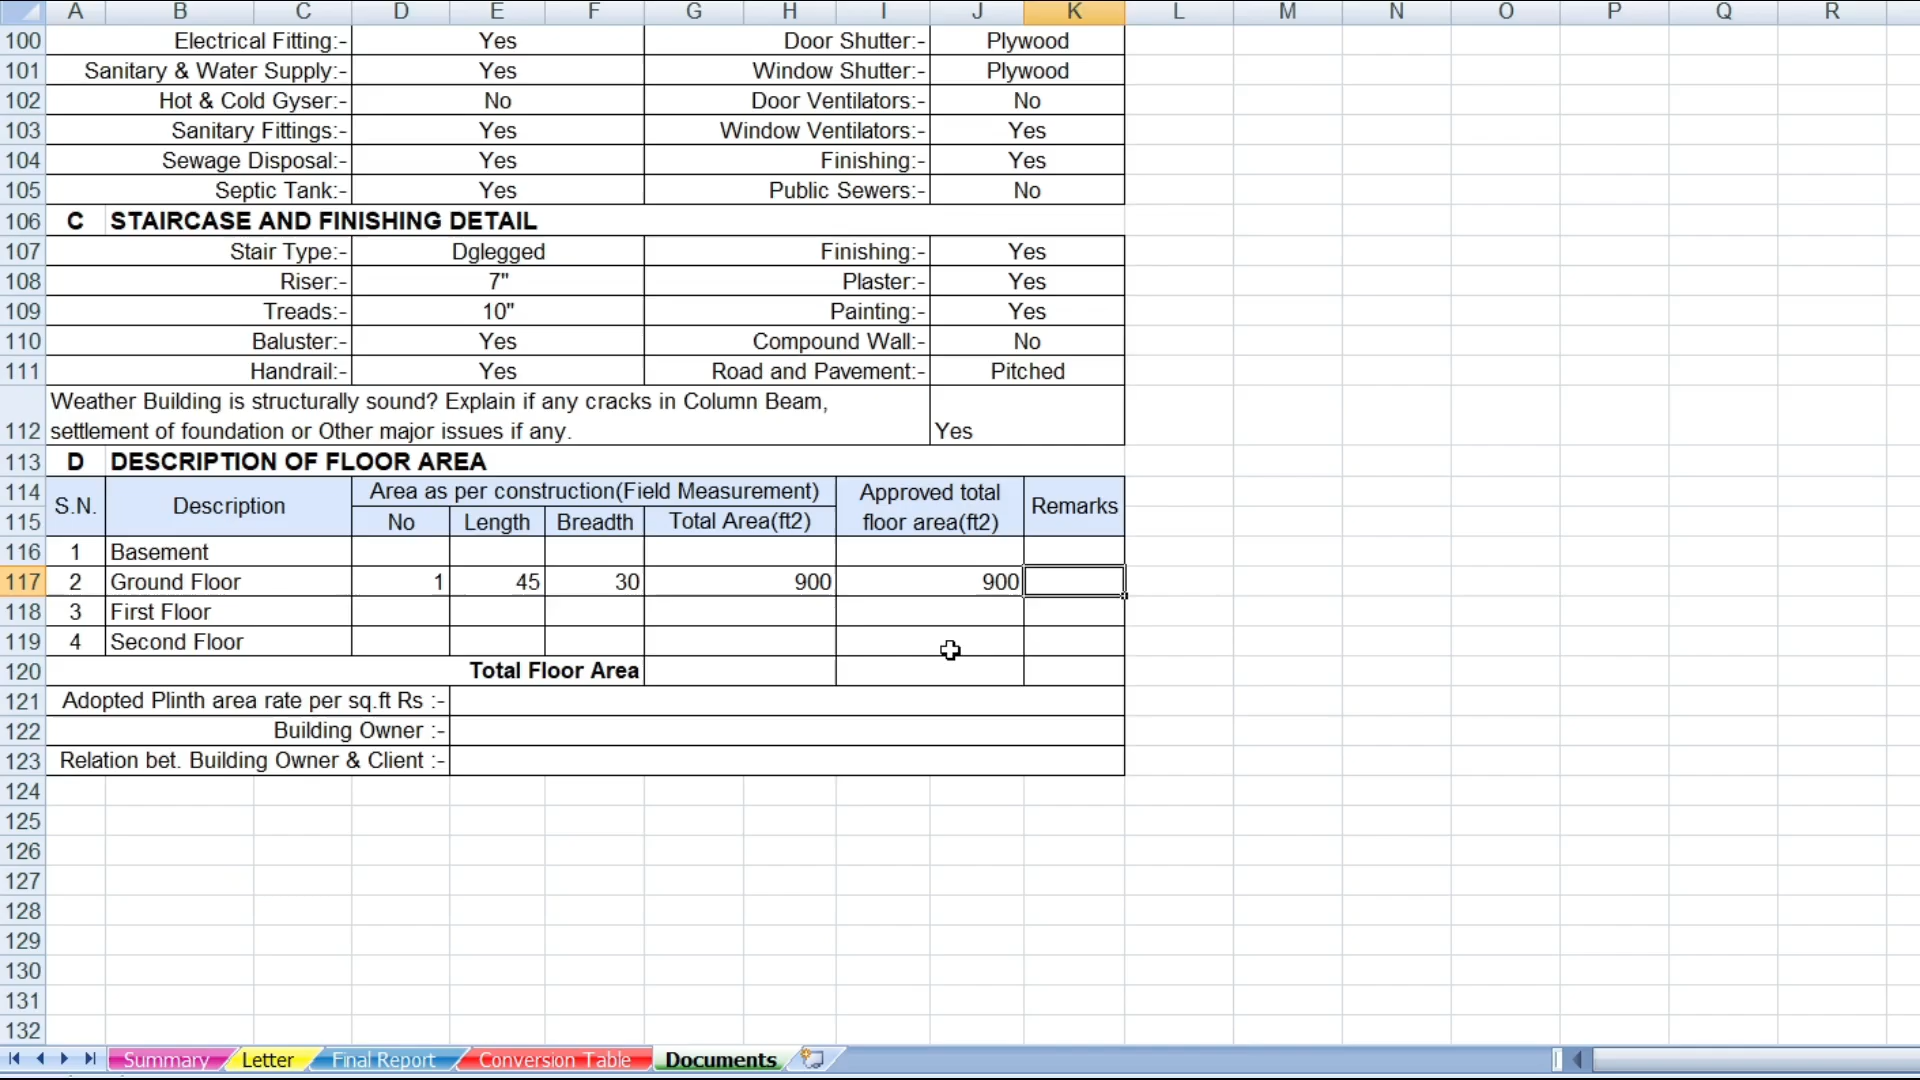 A B C D E F G H I J K L M N O P Q R
100 Electrical Fitting:- Yes Door Shutter:- Plywood
101 Sanitary & Water Supply:- Yes Window Shutter:- Plywood
102 Hot & Cold Gyser:- No Door Ventilators:- No
103 Sanitary Fittings:- Yes Window Ventilators:- Yes
104 Sewage Disposal:- Yes Finishing:- Yes
105 Septic Tank:- Yes Public Sewers:- No
106 C STAIRCASE AND FINISHING DETAIL
107 Stair Type:- Dglegged Finishing:- Yes
108 Riser:- 7" Plaster:- Yes
109 Treads:- 10" Painting:- Yes
110 Baluster:- Yes Compound Wall:- No
111 Handrail:- Yes Road and Pavement:- Pitched
Weather Building is structurally sound? Explain if any cracks in Column Beam,
112 settlement of foundation or Other major issues if any. Yes
113 D DESCRIPTION OF FLOOR AREA
114 S.N. Description Area as per construction(Field Measurement) Approved total Remarks
115 No Length Breadth Total Area(ft2) floor area(ft2)
116 1 Basement
117 2 Ground Floor 1 45 30 900 900
118 3 First Floor
119 4 Second Floor
120 Total Floor Area
121 Adopted Plinth area rate per sq.ft Rs :-
122 Building Owner :-
123 Relation bet. Building Owner & Client :-
124
125
126
127
128
129
130
131
132
Summary Letter Final Report Conversion Table Documents